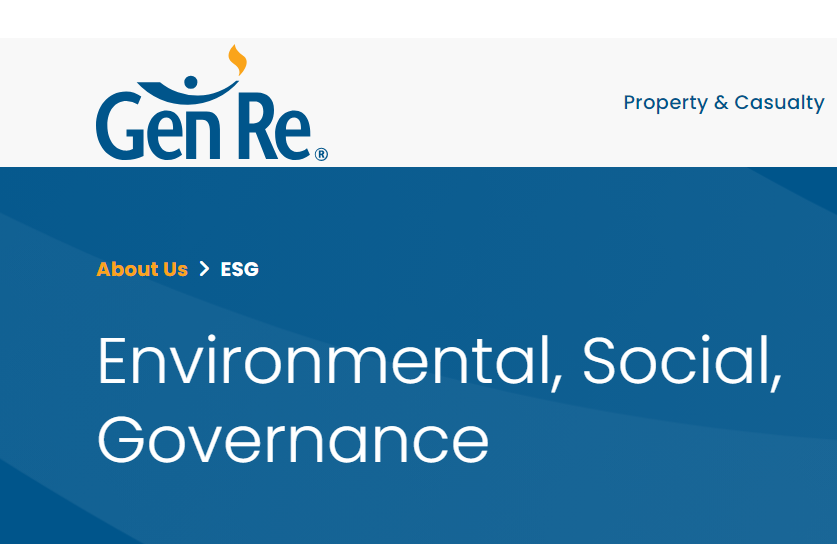 Gen Re®
Property & Casualty
About Us > ESG
Environmental, Social,
Governance